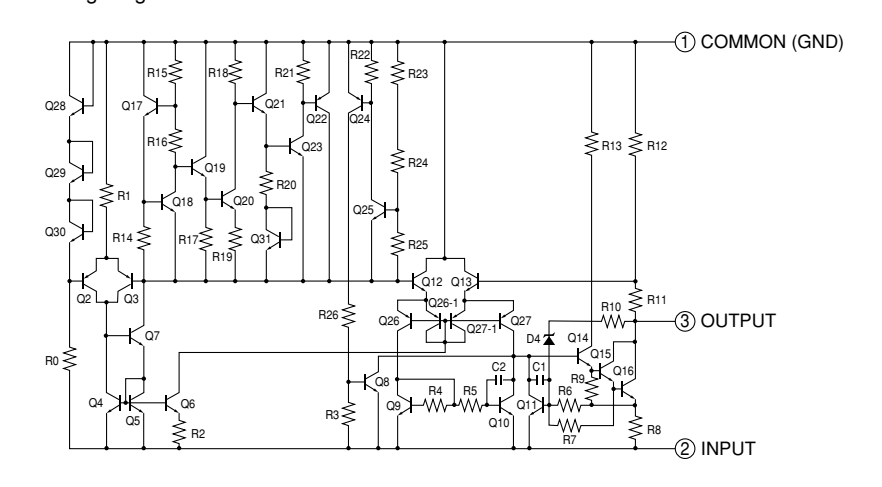 ① COMMON (GND)
R15
R18
R21
R22
R23
Q28
Q17
Q21
Q22
Q24
R16
R13
R12
Q19
Q23
R24
Q29
R1
R20
Q18
Q20
Q25
Q30
R14
R17
R19
Q31
R25
Q2
Q3
Q12
Q13
Q26-1
R11
R10
③ OUTPUT
R26
Q26
Q27-1
Q27
D4
Q7
Q14
Q15
R0
C2
C1
Q16
Q8
R9
Q4
Q5
Q6
R4
R5
R6
R3
Q9
Q10
Q11
R2
R7
R8
② INPUT